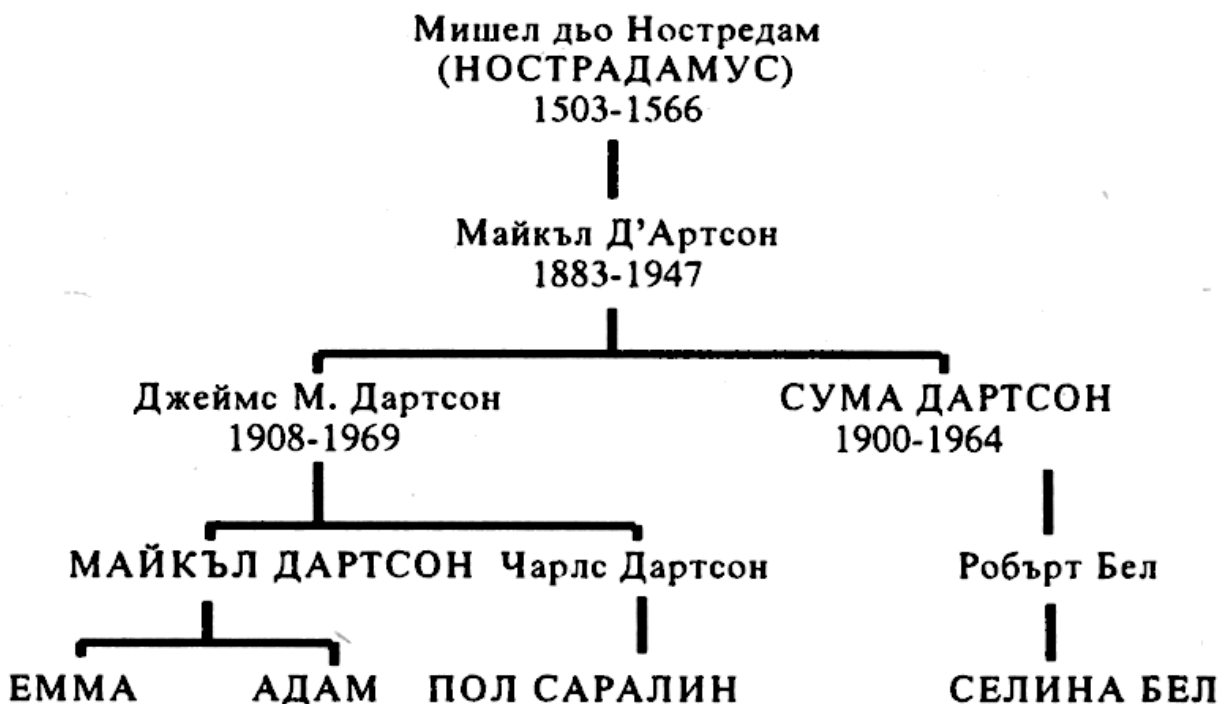 Мишел дьо Ностредам
(НОСТРАДАМУС)
1503-1566
Майкъл Д’Артсон
1883-1947
Джеймс М. Дартсон
1908-1969
СУМА ДАРТСОН
1900-1964
МАЙКЪЛ ДАРТСОН
Чарлс Дартсон
Робърт Бел
ЕММА
АДАМ
ПОЛ САРАЛИН
СЕЛИНА БЕЛ